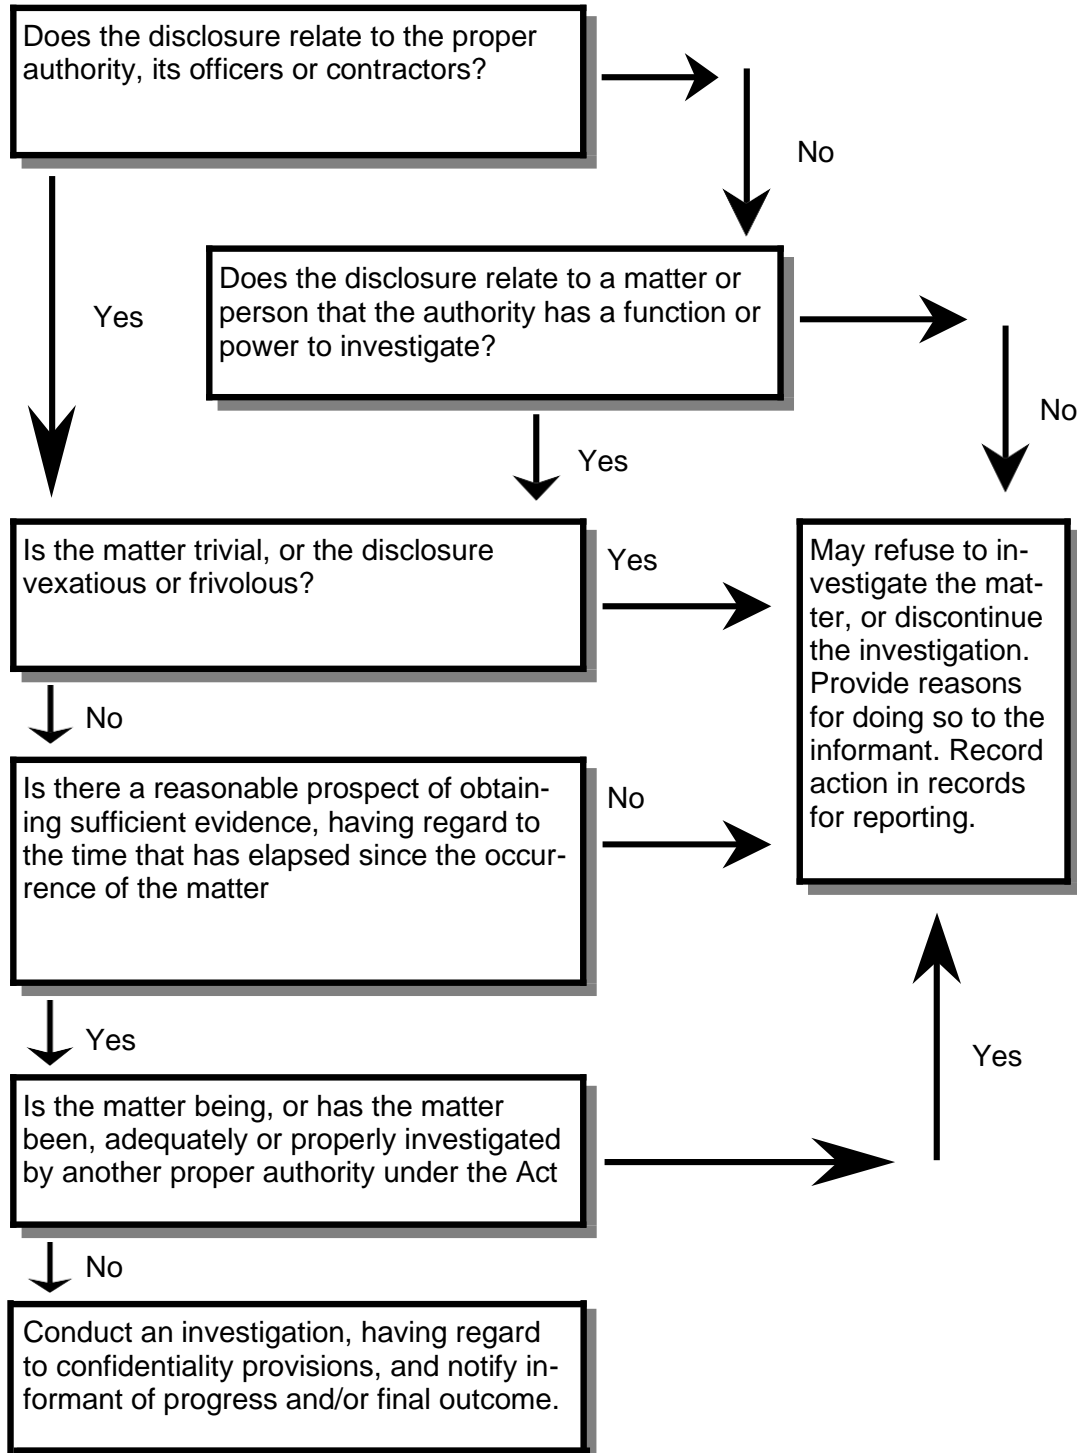 Does the disclosure relate to the proper
authority, its officers or contractors?
No
Does the disclosure relate to a matter or
person that the authority has a function or
power to investigate?
Yes
No
Yes
Is the matter trivial, or the disclosure
vexatious or frivolous?
Yes
May refuse to in-
vestigate the mat-
ter, or discontinue
the investigation.
Provide reasons
for doing so to the
informant. Record
action in records
for reporting.
No
Is there a reasonable prospect of obtain-
ing sufficient evidence, having regard to
the time that has elapsed since the occur-
rence of the matter
No
Yes
Is the matter being, or has the matter
been, adequately or properly investigated
by another proper authority under the Act
Yes
No
Conduct an investigation, having regard
to confidentiality provisions, and notify in-
formant of progress and/or final outcome.